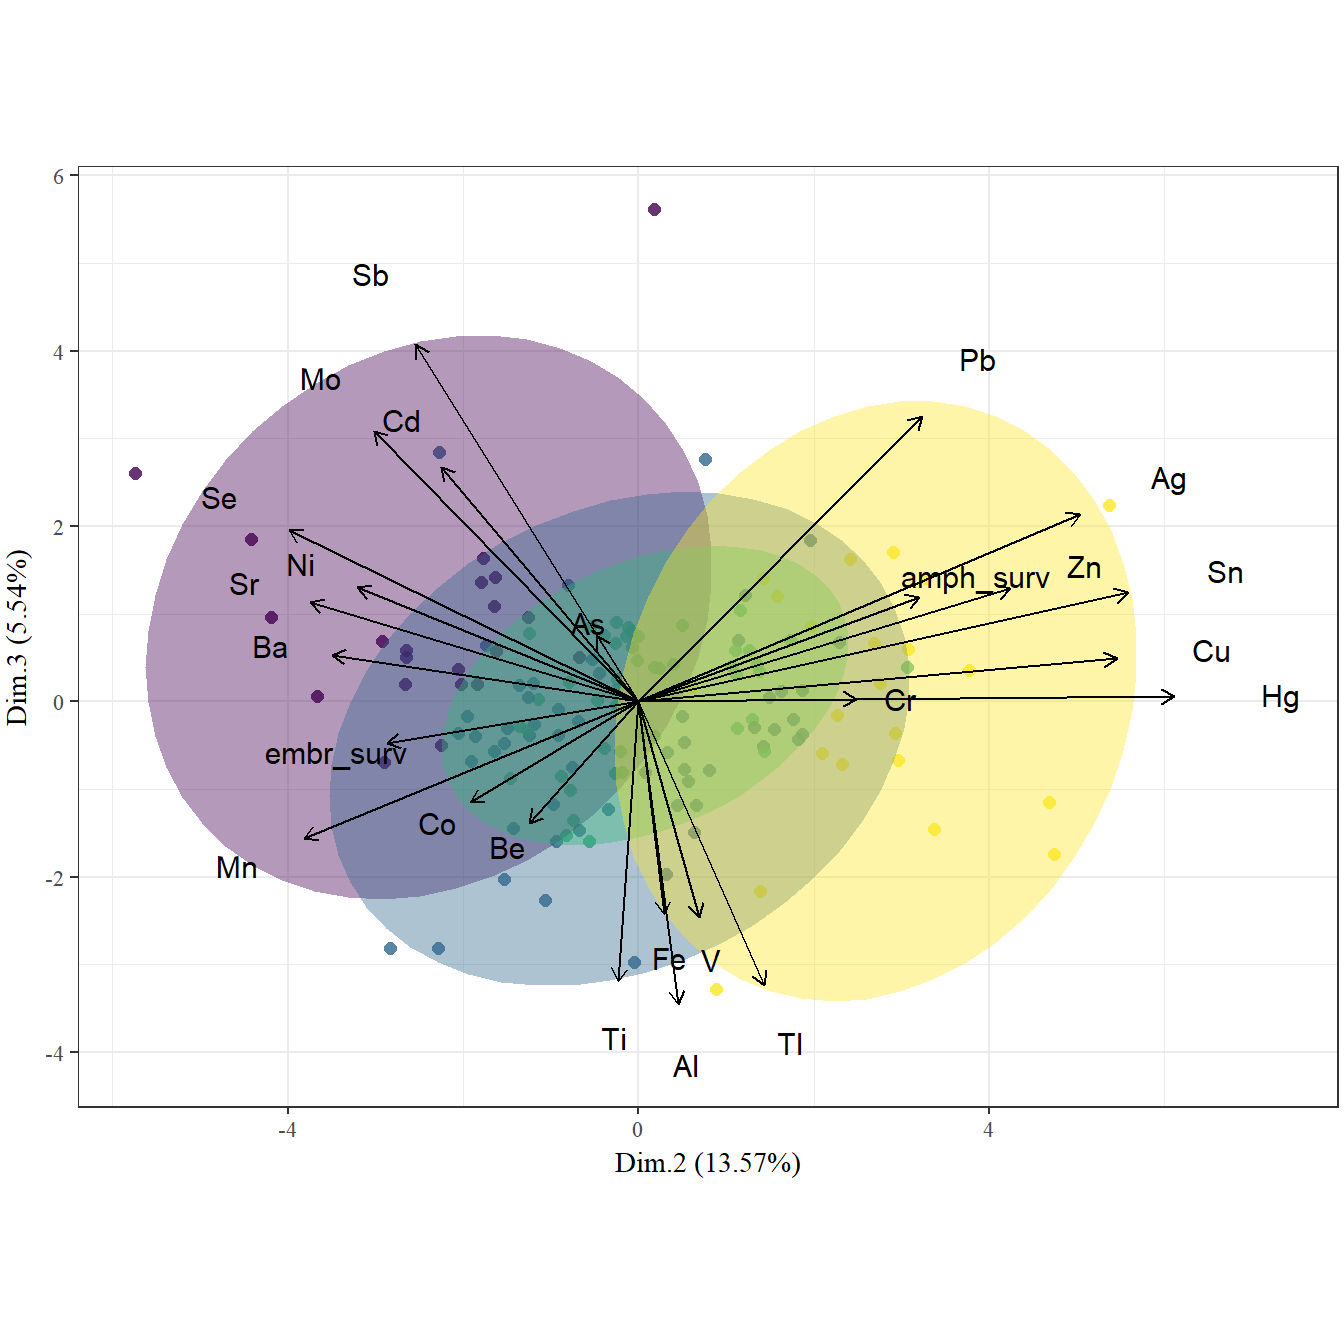 6
4
2
0
-2
-4
-4
0
4
Dim.2 (13.57%)
Dim.3 (5.54%)
Sb
Mo
Cd
Pb
Se
Ag
Ni
Sr
amph_surv
Zn
Sn
As
Ba
Cu
Cr
Hg
embr_surv
Co
Be
Mn
Fe
V
Ti
Tl
Al